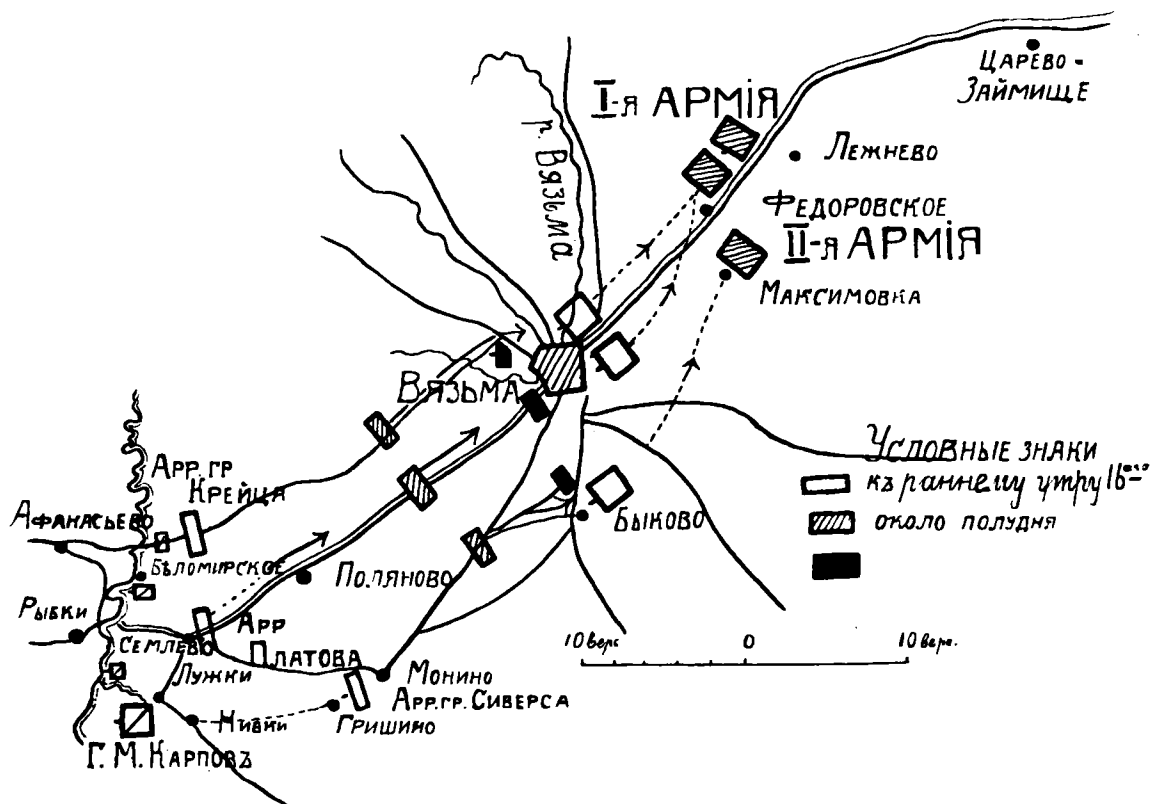 ЦАРЕВО-
ЗАЙМИЩЕ
I-я АРМІЯ
р. ВЯЗЬМА
ЛЕЖНЕВО
ФЕДОРОВСКОЕ
II-я АРМІЯ
МАКСИМОВКА
ВЯЗЬМА
УСЛОВНЫЕ ЗНАКИ
къ раннему утру 16-го
около полудня
АРР. ГР
КРЕЙЦА
АФАНАСЬЕВО
БѢЛОМИРСКОЕ
БЫКОВО
ПОЛЯНОВО
РЫБКИ
СЕМЛЕВО
АРР
ПЛАТОВА
10 верс 0 10 верс.
ЛУЖКИ
МОНИНО
АРР. ГР. СИВЕРСА
НИВКИ
ГРИШИНО
Г. М. КАРПОВЪ